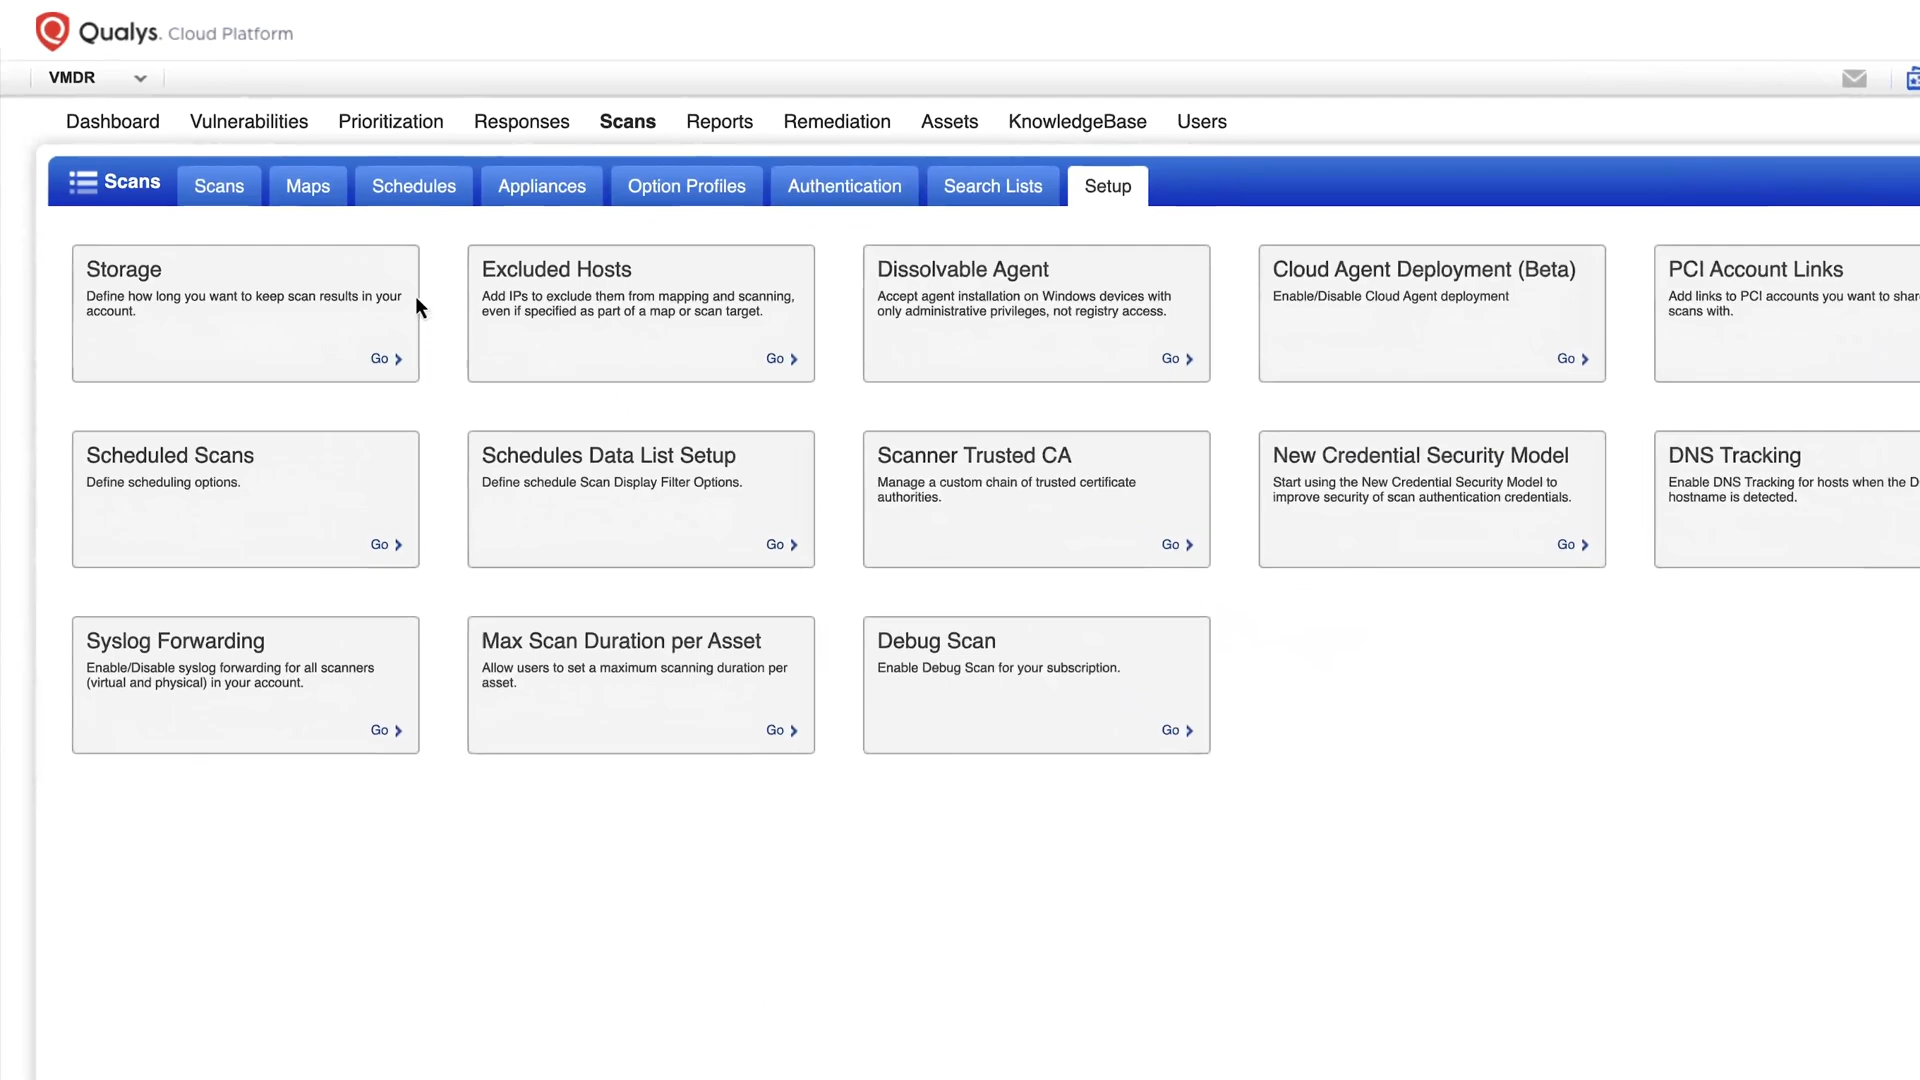 Qualys. Cloud Platform
VMDR
Dashboard Vulnerabilities Prioritization Responses Scans Reports Remediation Assets KnowledgeBase Users
Scans Scans Maps Schedules Appliances Option Profiles Authentication Search Lists Setup
Storage
Define how long you want to keep scan results in your
account.
Go
Excluded Hosts
Add IPs to exclude them from mapping and scanning,
even if specified as part of a map or scan target.
Go
Dissolvable Agent
Accept agent installation on Windows devices with
only administrative privileges, not registry access.
Go
Cloud Agent Deployment (Beta)
Enable/Disable Cloud Agent deployment
Go
PCI Account Links
Add links to PCI accounts you want to shar
scans with.
Scheduled Scans
Define scheduling options.
Go
Schedules Data List Setup
Define schedule Scan Display Filter Options.
Go
Scanner Trusted CA
Manage a custom chain of trusted certificate
authorities.
Go
New Credential Security Model
Start using the New Credential Security Model to
improve security of scan authentication credentials.
Go
DNS Tracking
Enable DNS Tracking for hosts when the D
hostname is detected.
Syslog Forwarding
Enable/Disable syslog forwarding for all scanners
(virtual and physical) in your account.
Go
Max Scan Duration per Asset
Allow users to set a maximum scanning duration per
asset.
Go
Debug Scan
Enable Debug Scan for your subscription.
Go